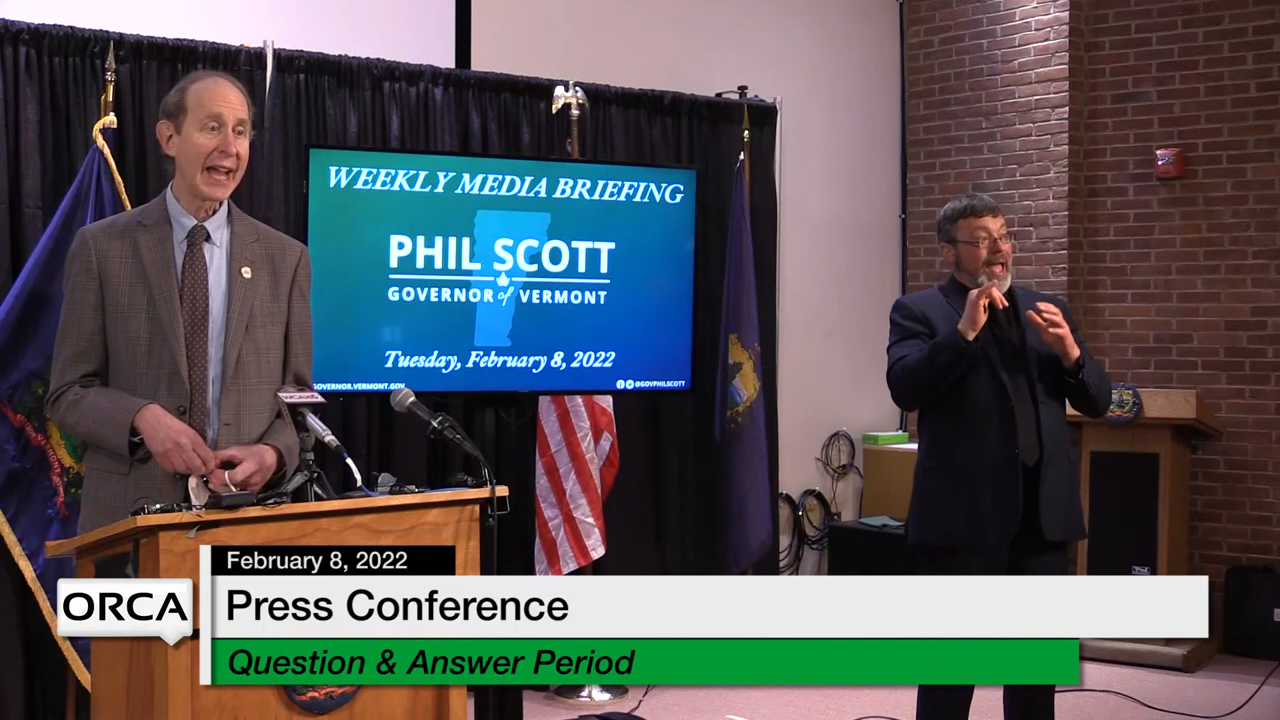 WEEKLY MEDIA BRIEFING
PHIL SCOTT
GOVERNOR of VERMONT
Tuesday, February 8, 2022
GOVERNOR.VERMONT.GOV
@GOVPHILSCOTT
February 8, 2022
ORCA
Press Conference
Question & Answer Period